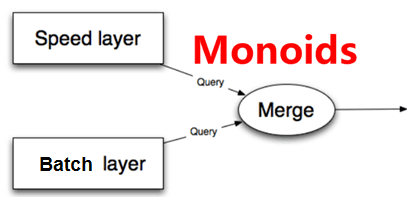 Speed layer
Monoids
Query
Merge
Query
Batch layer